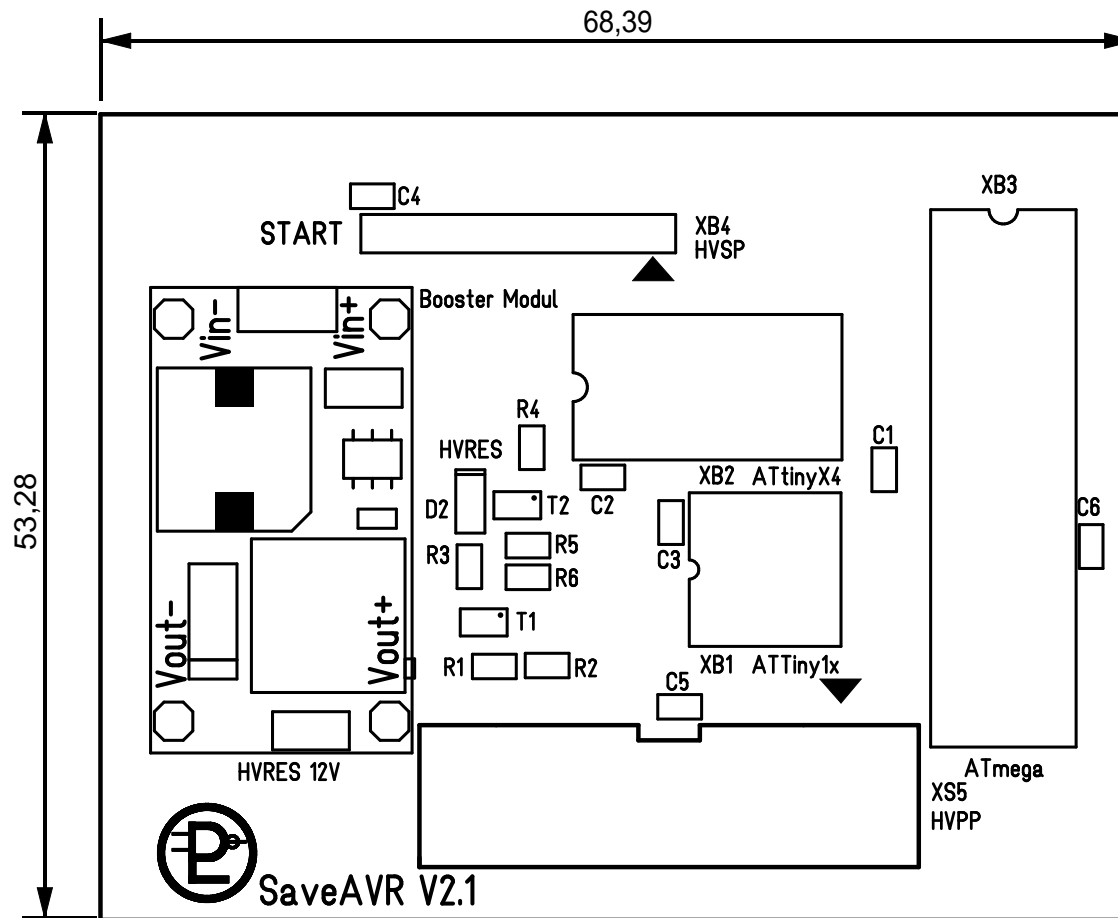 68,39
53,28
XB3
C4
START
XB4
HVSP
Booster Modul
Vin-
Vin+
R4
HVRES
C1
XB2 ATtinyX4
D2
T2
C2
C6
R3
R5
C3
R6
T1
Vout-
Vout+
R1
R2
XB1 ATTiny1x
C5
HVRES 12V
ATmega
XS5
HVPP
SaveAVR V2.1